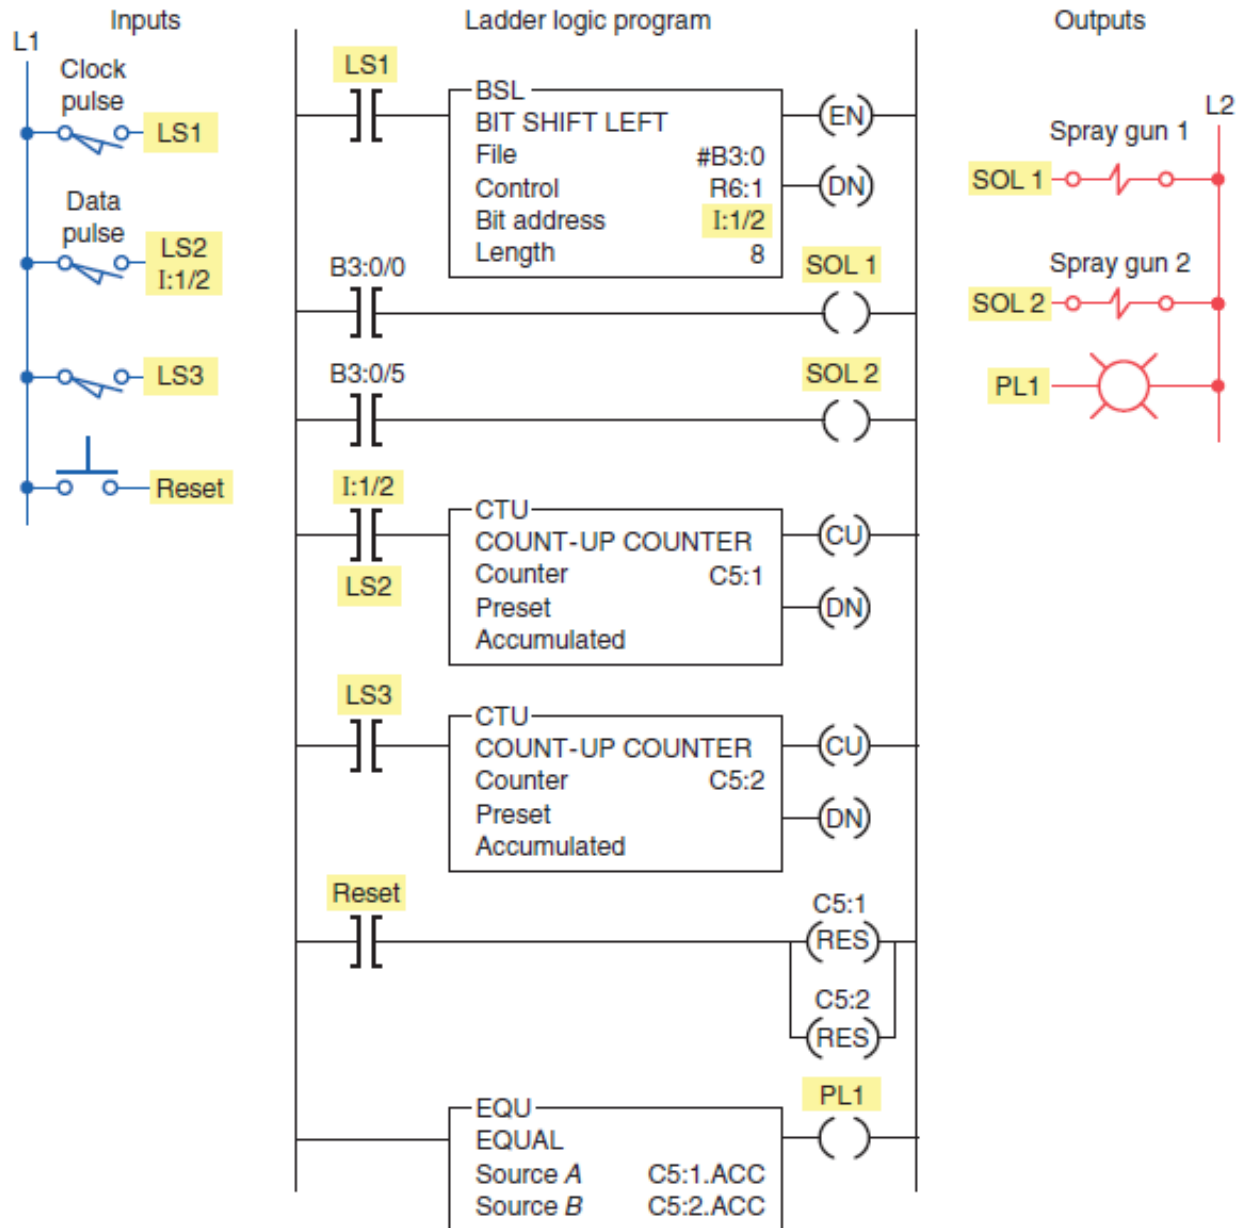 Inputs
Ladder logic program
Outputs
L1
Clock
pulse
LS1
Data
pulse
LS2
I:1/2
LS3
Reset
LS1
BSL
BIT SHIFT LEFT
File #B3:0
Control R6:1
Bit address I:1/2
Length 8
EN
DN
B3:0/0
SOL 1
B3:0/5
SOL 2
I:1/2
LS2
CTU
COUNT-UP COUNTER
Counter C5:1
Preset
Accumulated
CU
DN
LS3
CTU
COUNT-UP COUNTER
Counter C5:2
Preset
Accumulated
CU
DN
Reset
C5:1
RES
C5:2
RES
EQU
EQUAL
Source A C5:1.ACC
Source B C5:2.ACC
PL1
L2
Spray gun 1
SOL 1
Spray gun 2
SOL 2
PL1